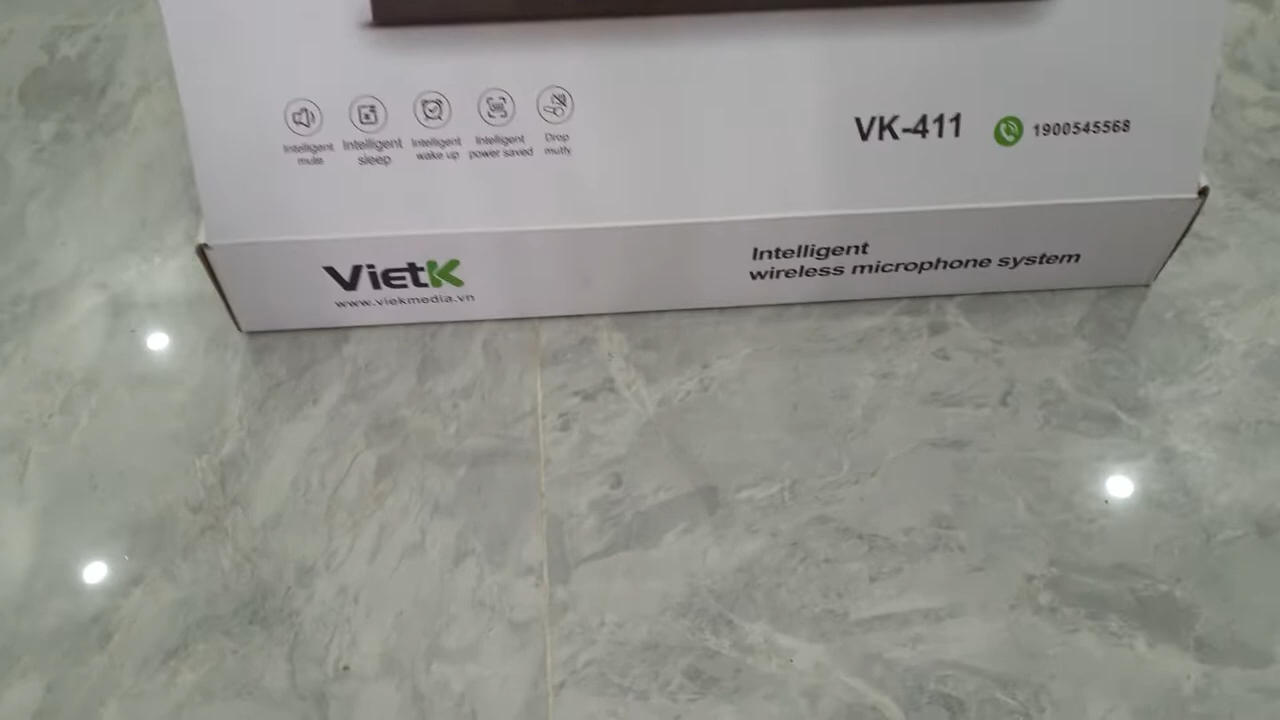 Intelligent
mute
Intelligent
sleep
Intelligent
wake up
Intelligent
power saved
Drop
mutly
VK-411
1900545568
VietK
www.viekmedia.vn
Intelligent
wireless microphone system